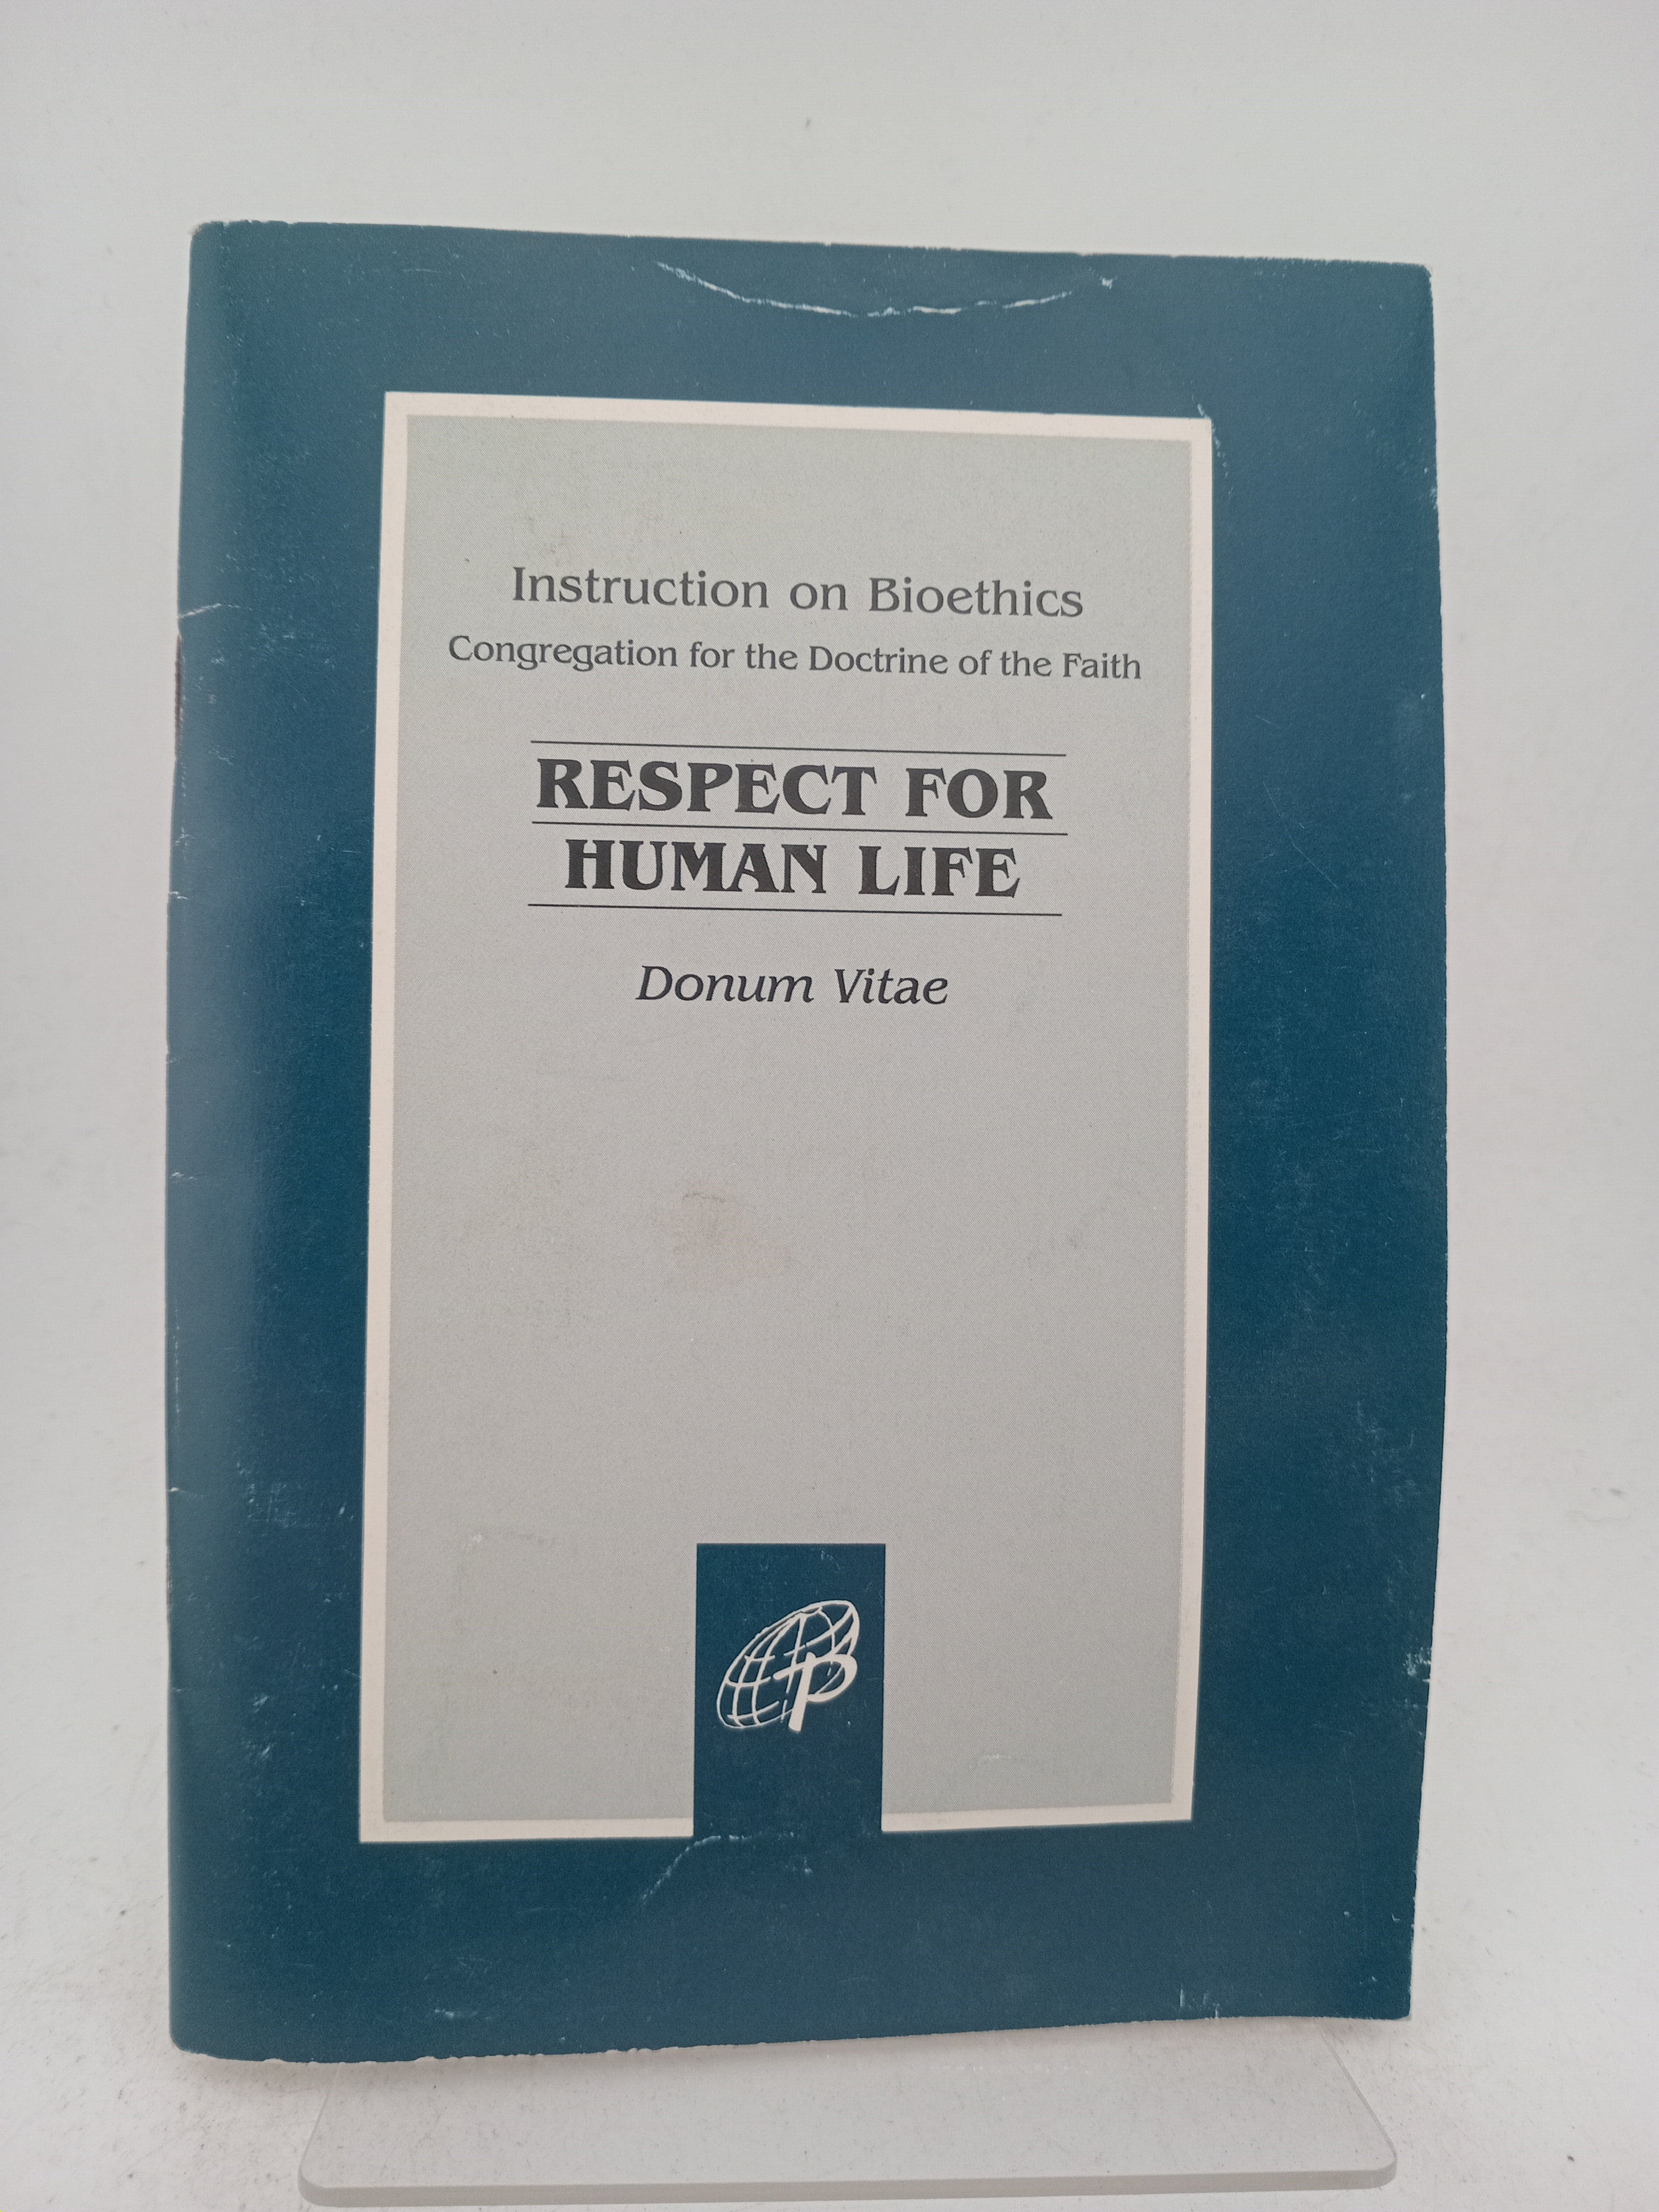 Instruction on Bioethics
Congregation for the Doctrine of the Faith
RESPECT FOR
HUMAN LIFE
Donum Vitae